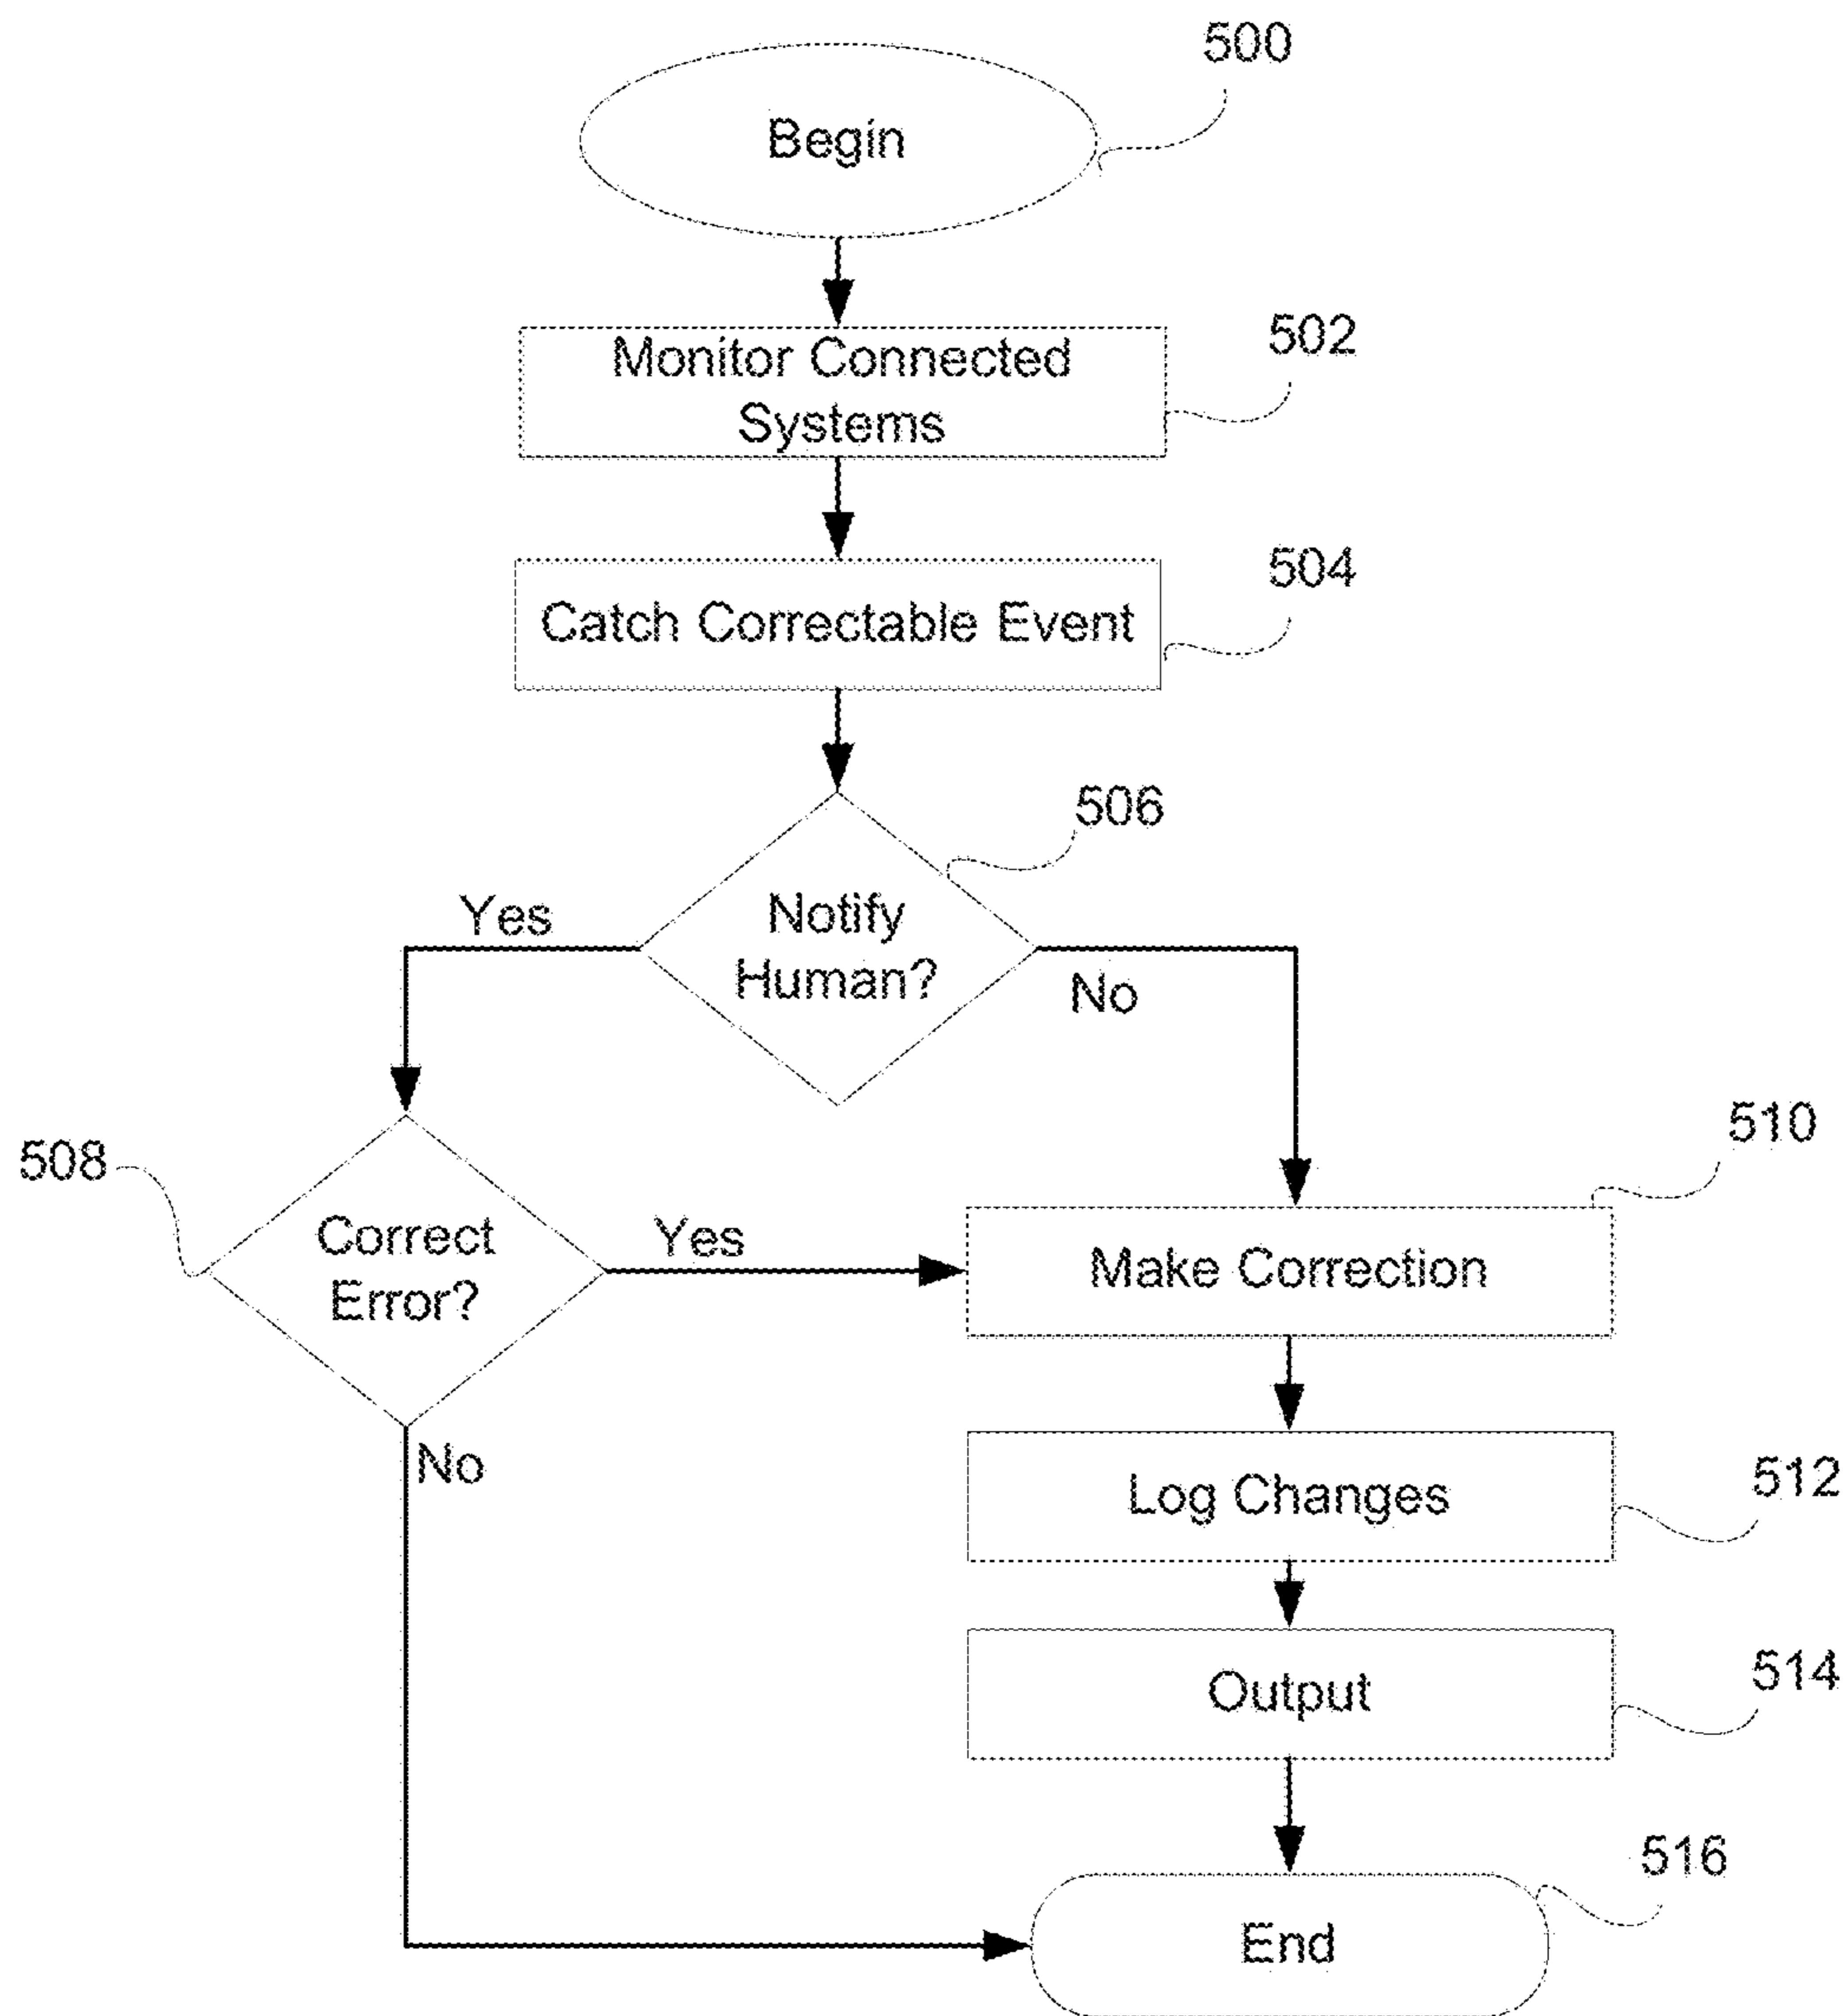 500
Begin
502
Monitor Connected
Systems
504
Catch Correctable Event
506
Yes
Notify
Human?
No
510
508
Correct
Error?
Yes
Make Correction
No
Log Changes
512
Output
514
516
End